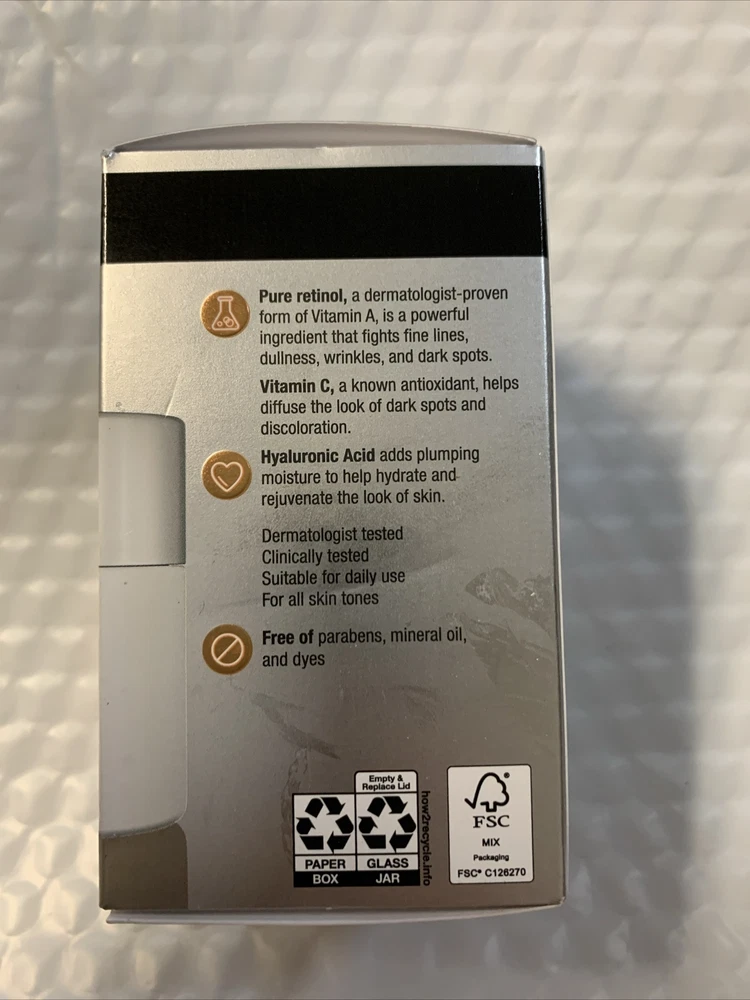 Pure retinol, a dermatologist-proven
form of Vitamin A, is a powerful
ingredient that fights fine lines,
dullness, wrinkles, and dark spots.
Vitamin C, a known antioxidant, helps
diffuse the look of dark spots and
discoloration.
Hyaluronic Acid adds plumping
moisture to help hydrate and
rejuvenate the look of skin.
Dermatologist tested
Clinically tested
Suitable for daily use
For all skin tones
Free of parabens, mineral oil,
and dyes
Empty &
Replace Lid
PAPER
BOX
GLASS
JAR
how2recycle.info
FSC
MIX
Packaging
FSC® C126270